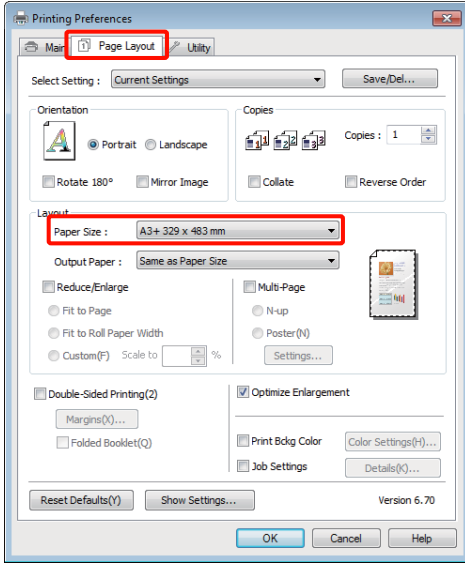 Printing Preferences
Main
Page Layout
Utility
Select Setting : Current Settings
Save/Del...
Orientation
Portrait
Landscape
Rotate 180°
Mirror Image
Copies
Copies : 1
Collate
Reverse Order
Layout
Paper Size : A3+ 329 x 483 mm
Output Paper : Same as Paper Size
Reduce/Enlarge
Fit to Page
Fit to Roll Paper Width
Custom(F) Scale to %
Multi-Page
N-up
Poster(N)
Settings...
Double-Sided Printing(2)
Margins(X)...
Folded Booklet(Q)
Optimize Enlargement
Print Bckg Color
Color Settings(H)...
Job Settings
Details(K)...
Reset Defaults(Y)
Show Settings...
Version 6.70
OK
Cancel
Help